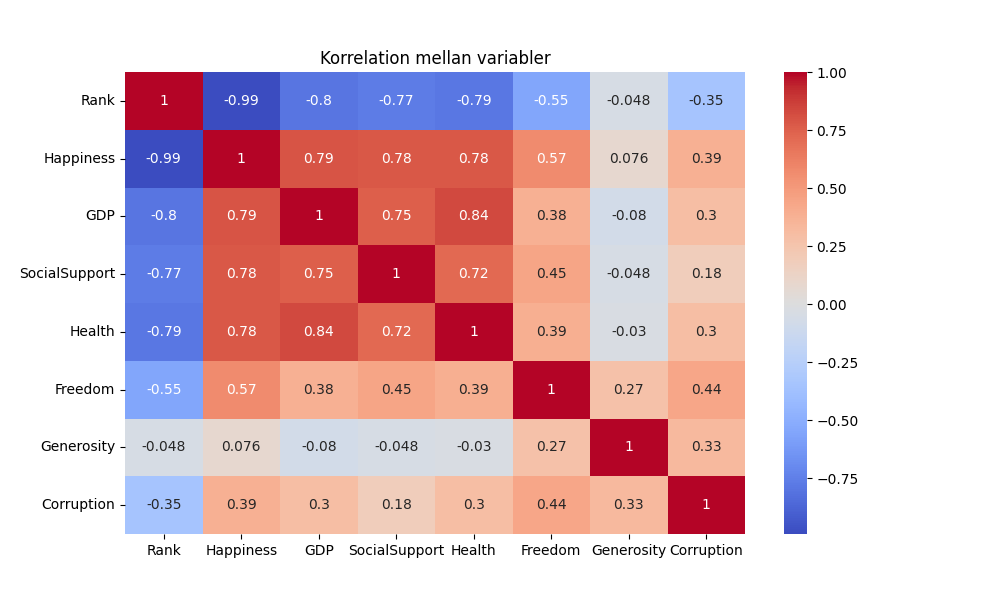 Korrelation mellan variabler
Rank 1 -0.99 -0.8 -0.77 -0.79 -0.55 -0.048 -0.35
Happiness -0.99 1 0.79 0.78 0.78 0.57 0.076 0.39
GDP -0.8 0.79 1 0.75 0.84 0.38 -0.08 0.3
SocialSupport -0.77 0.78 0.75 1 0.72 0.45 -0.048 0.18
Health -0.79 0.78 0.84 0.72 1 0.39 -0.03 0.3
Freedom -0.55 0.57 0.38 0.45 0.39 1 0.27 0.44
Generosity -0.048 0.076 -0.08 -0.048 -0.03 0.27 1 0.33
Corruption -0.35 0.39 0.3 0.18 0.3 0.44 0.33 1
Rank Happiness GDP SocialSupport Health Freedom Generosity Corruption
1.00
0.75
0.50
0.25
0.00
−0.25
−0.50
−0.75